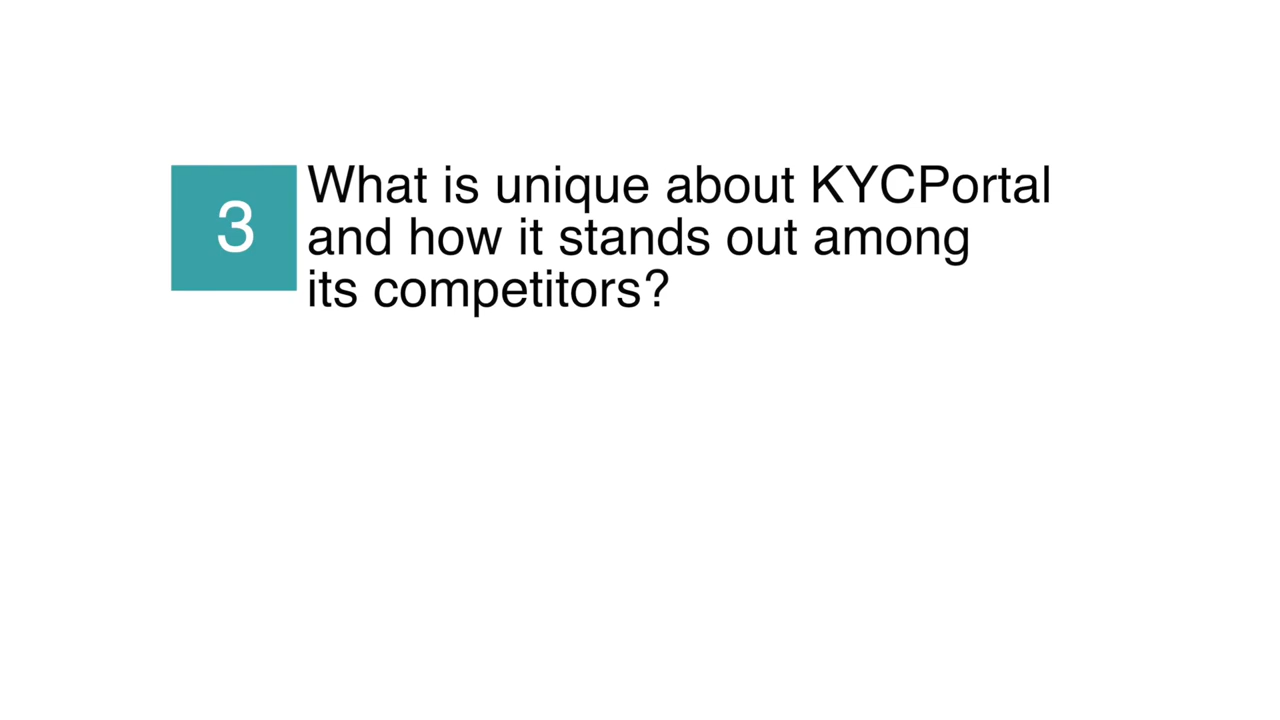 3
What is unique about KYCPortal
and how it stands out among
its competitors?